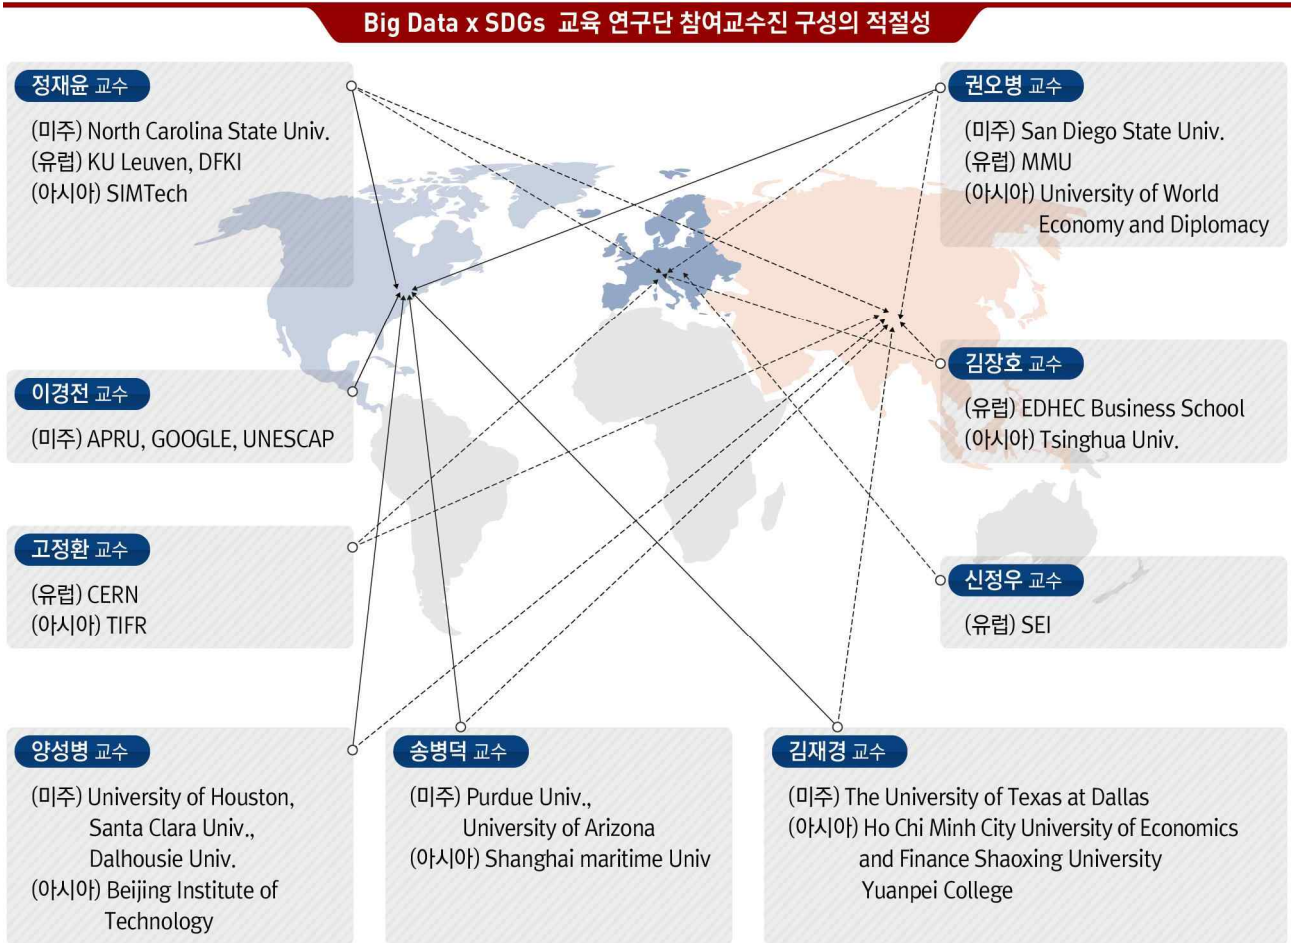 Big Data x SDGs 교육 연구단 참여교수진 구성의 적절성
정재윤 교수
(미주) North Carolina State Univ.
(유럽) KU Leuven, DFKI
(아시아) SIMTech
권오병 교수
(미주) San Diego State Univ.
(유럽) MMU
(아시아) University of World
Economy and Diplomacy
이경전 교수
(미주) APRU, GOOGLE, UNESCAP
김장호 교수
(유럽) EDHEC Business School
(아시아) Tsinghua Univ.
고정환 교수
(유럽) CERN
(아시아) TIFR
신정우 교수
(유럽) SEI
양성병 교수
(미주) University of Houston,
Santa Clara Univ.,
Dalhousie Univ.
(아시아) Beijing Institute of
Technology
송병덕 교수
(미주) Purdue Univ.,
University of Arizona
(아시아) Shanghai maritime Univ
김재경 교수
(미주) The University of Texas at Dallas
(아시아) Ho Chi Minh City University of Economics
and Finance Shaoxing University
Yuanpei College